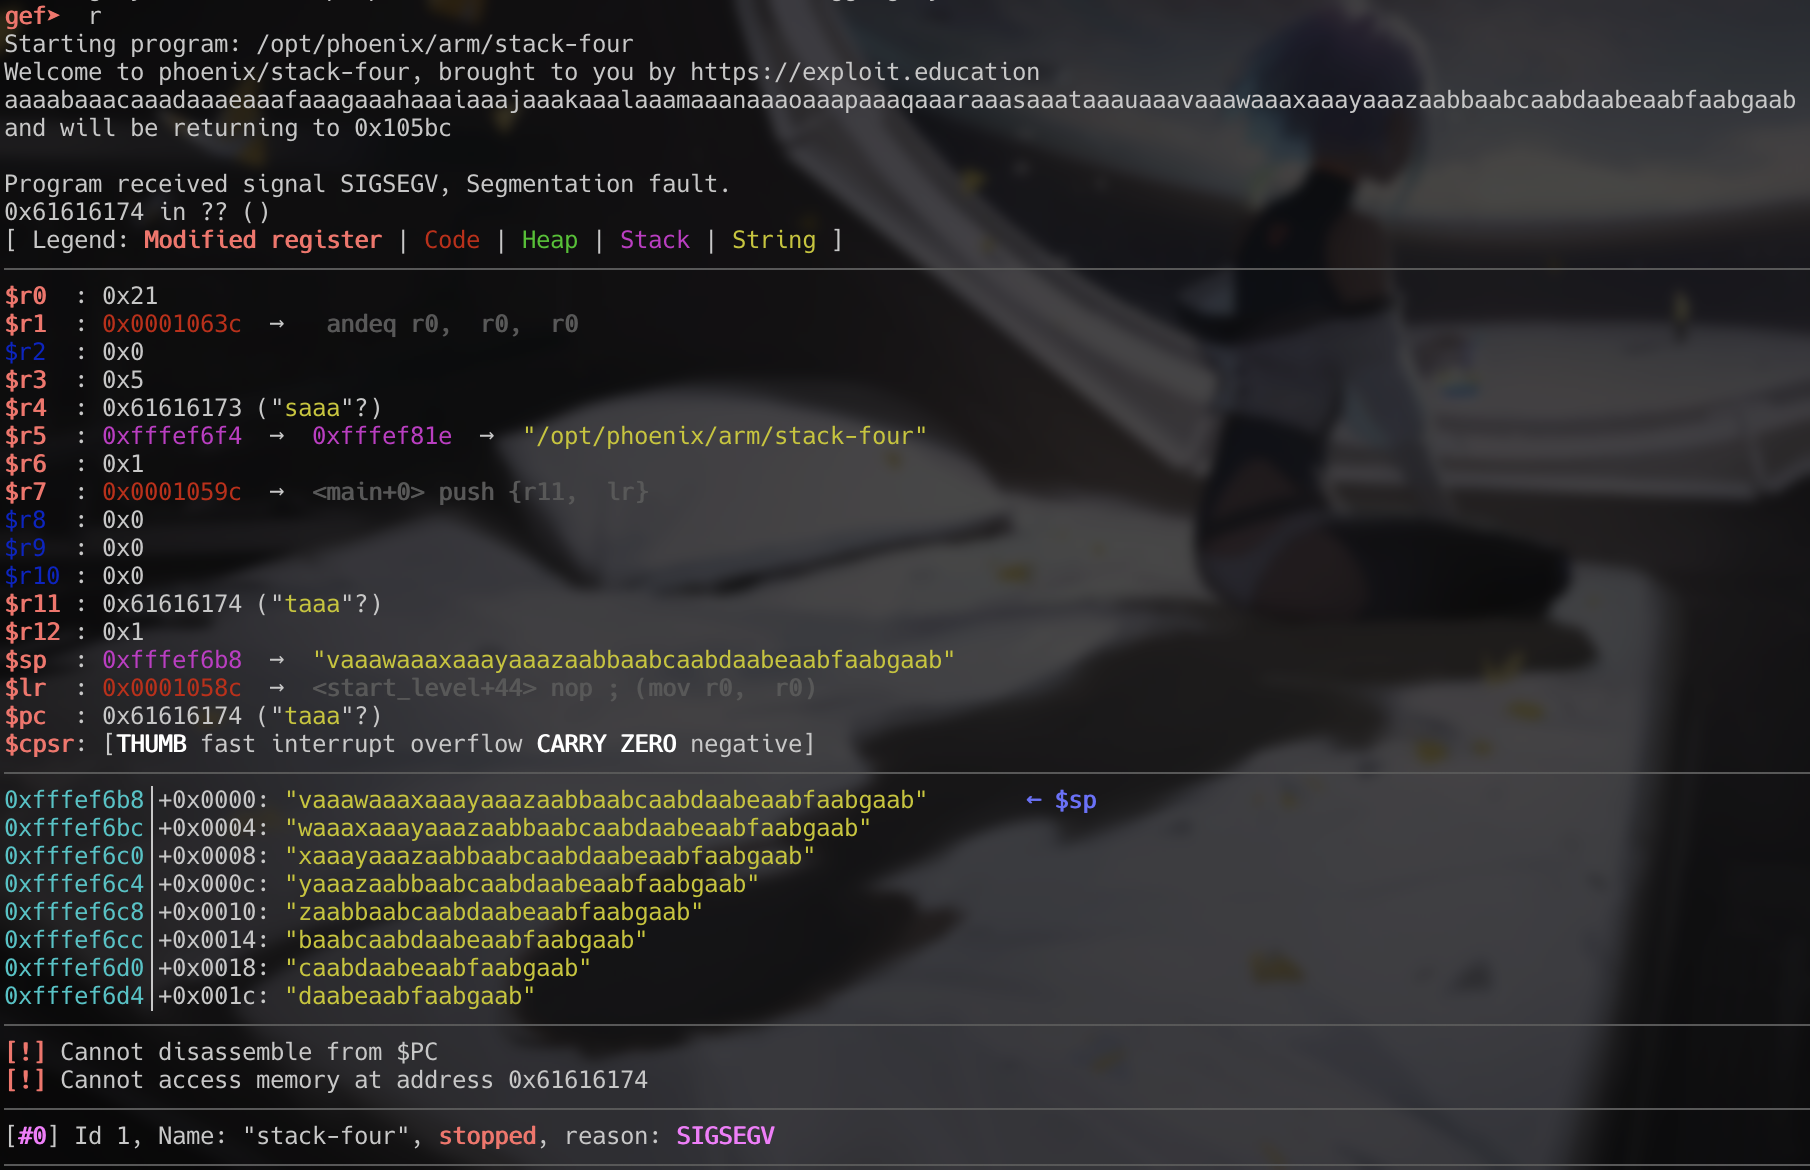 gef➤  r
Starting program: /opt/phoenix/arm/stack-four
Welcome to phoenix/stack-four, brought to you by https://exploit.education
aaaabaaacaaadaaaeaaafaaagaaahaaaiaaajaaakaaalaaamaaanaaaoaaapaaaqaaaraaasaaataaauaaavaaawaaaxaaayaaazaabbaabcaabdaabeaabfaabgaab
and will be returning to 0x105bc
Program received signal SIGSEGV, Segmentation fault.
0x61616174 in ?? ()
[ Legend: Modified register | Code | Heap | Stack | String ]
$r0  : 0x21
$r1  : 0x0001063c  →   andeq r0,  r0,  r0
$r2  : 0x0
$r3  : 0x5
$r4  : 0x61616173 ("saaa"?)
$r5  : 0xfffef6f4  →  0xfffef81e  →  "/opt/phoenix/arm/stack-four"
$r6  : 0x1
$r7  : 0x0001059c  →  <main+0> push {r11,  lr}
$r8  : 0x0
$r9  : 0x0
$r10 : 0x0
$r11 : 0x61616174 ("taaa"?)
$r12 : 0x1
$sp  : 0xfffef6b8  →  "vaaawaaaxaaayaaazaabbaabcaabdaabeaabfaabgaab"
$lr  : 0x0001058c  →  <start_level+44> nop ; (mov r0,  r0)
$pc  : 0x61616174 ("taaa"?)
$cpsr: [THUMB fast interrupt overflow CARRY ZERO negative]
0xfffef6b8│+0x0000: "vaaawaaaxaaayaaazaabbaabcaabdaabeaabfaabgaab"       ← $sp
0xfffef6bc│+0x0004: "waaaxaaayaaazaabbaabcaabdaabeaabfaabgaab"
0xfffef6c0│+0x0008: "xaaayaaazaabbaabcaabdaabeaabfaabgaab"
0xfffef6c4│+0x000c: "yaaazaabbaabcaabdaabeaabfaabgaab"
0xfffef6c8│+0x0010: "zaabbaabcaabdaabeaabfaabgaab"
0xfffef6cc│+0x0014: "baabcaabdaabeaabfaabgaab"
0xfffef6d0│+0x0018: "caabdaabeaabfaabgaab"
0xfffef6d4│+0x001c: "daabeaabfaabgaab"
[!] Cannot disassemble from $PC
[!] Cannot access memory at address 0x61616174
[#0] Id 1, Name: "stack-four", stopped, reason: SIGSEGV